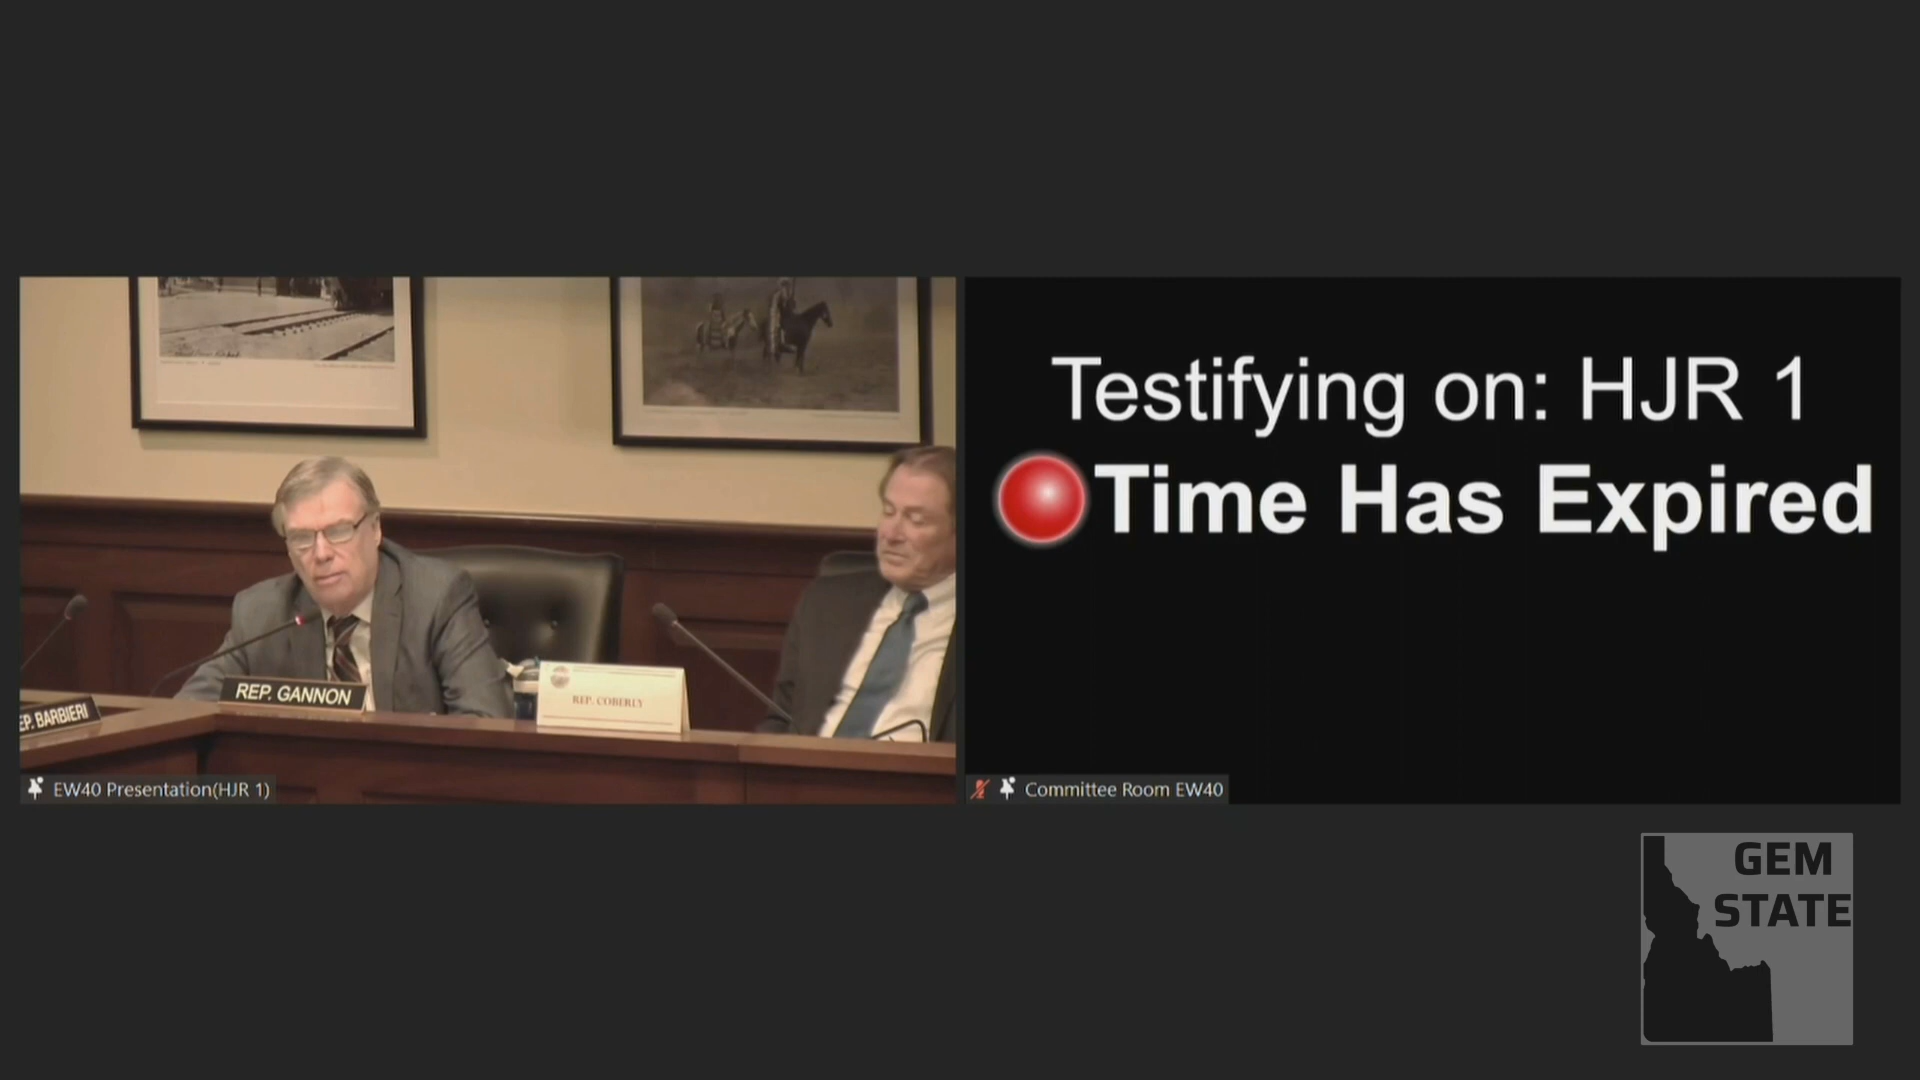 REP. GANNON
REP. COBERLY
EP. BARBIERI
EW40 Presentation(HJR 1)
Testifying on: HJR 1
Time Has Expired
Committee Room EW40
GEM
STATE